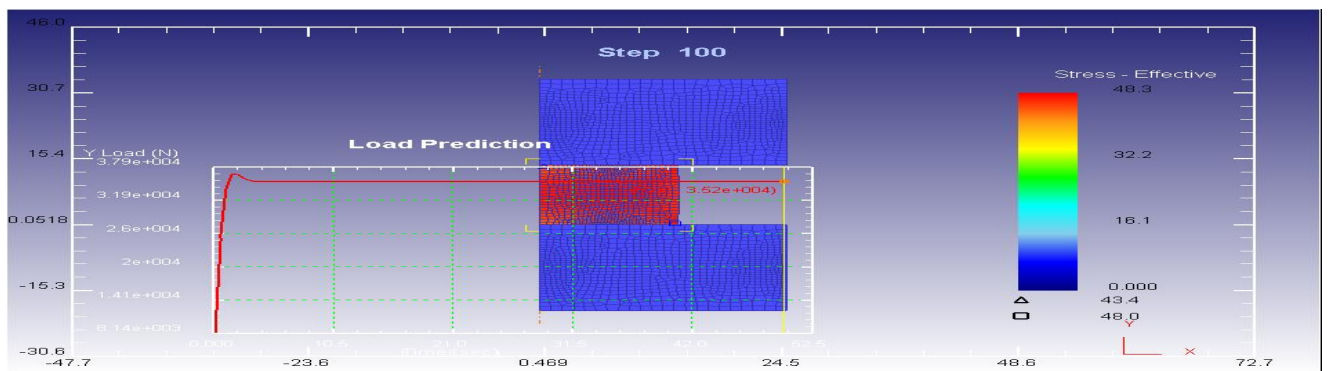 46.0
Step 100
Stress - Effective
30.7
48.3
Load Prediction
15.4
Y Load (N)
32.2
3.79e+004
3.52e+004)
3.19e+004
0.0518
16.1
2.6e+004
2e+004
-15.3
0.000
1.41e+004
43.4
48.0
Y
0.000
10.5
21.0
31.5
42.0
52.5
-30.6
X
-47.7
-23.6
0.469
24.5
48.6
72.7